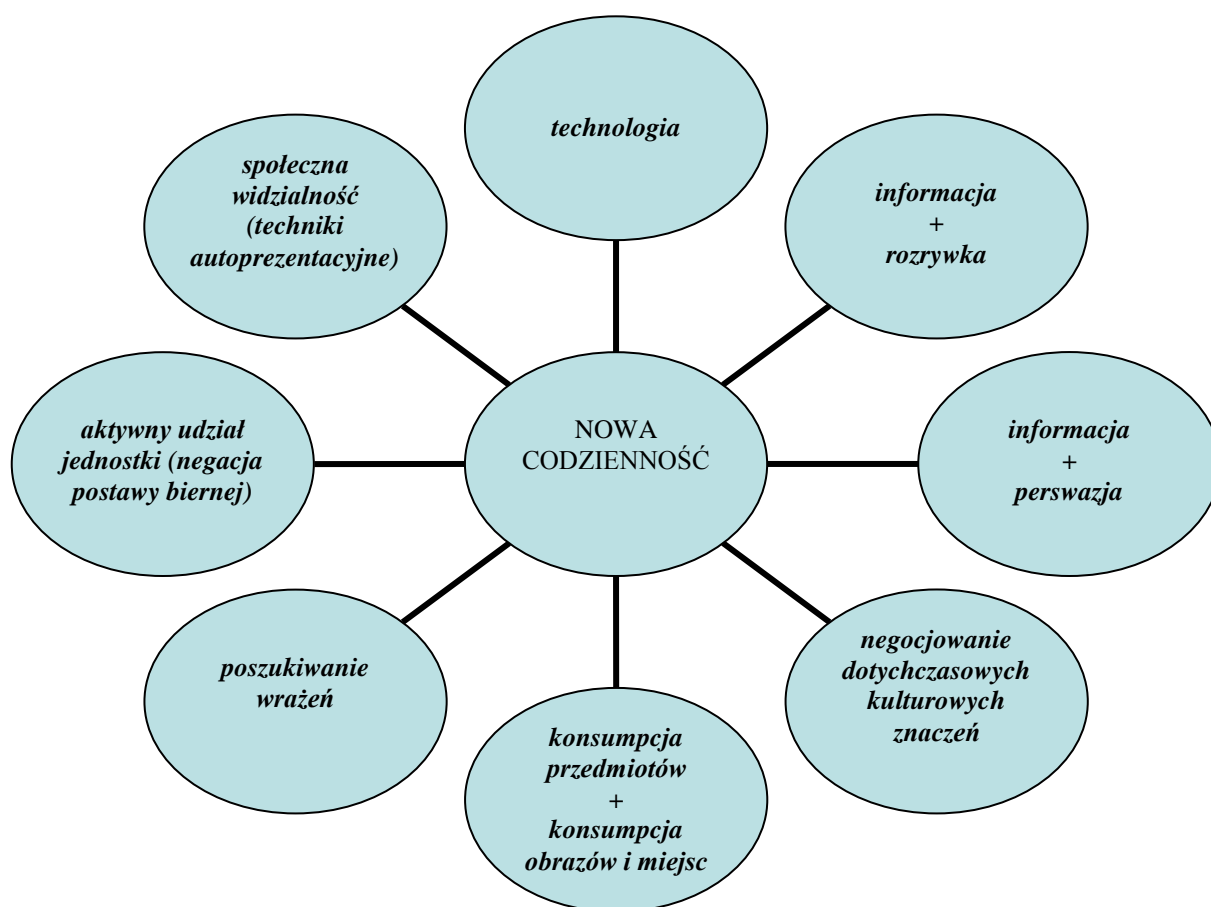 technologia
społeczna
widzialność
(techniki
autoprezentacyjne)
informacja
+
rozrywka
aktywny udział
jednostki (negacja
postawy biernej)
NOWA
CODZIENNOŚĆ
informacja
+
perswazja
poszukiwanie
wrażeń
negocjowanie
dotychczasowych
kulturowych
znaczeń
konsumpcja
przedmiotów
+
konsumpcja
obrazów i miejsc